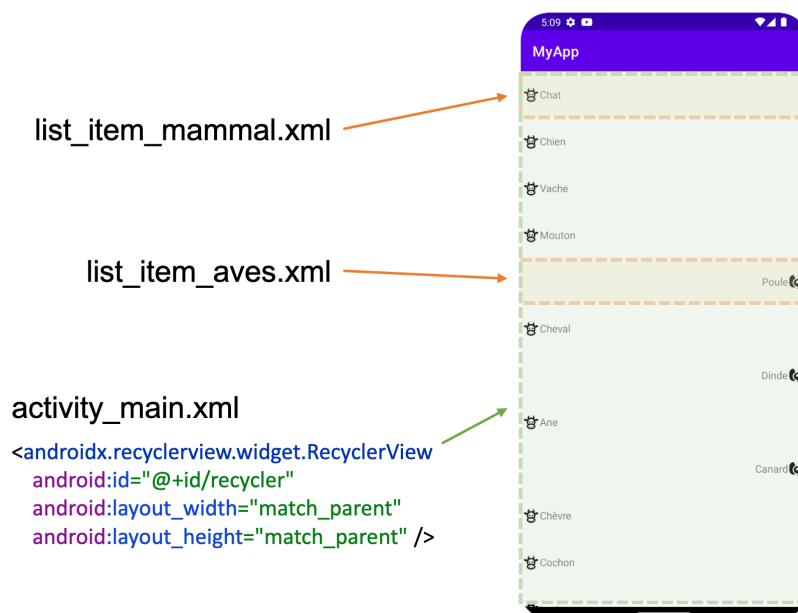 5:09
MyApp
Chat
list_item_mammal.xml
Chien
Vache
Mouton
list_item_aves.xml
Poule
Cheval
Dinde
activity_main.xml
<androidx.recyclerview.widget.RecyclerView
android:id="@+id/recycler"
android:layout_width="match_parent"
android:layout_height="match_parent" />
Ane
Canard
Chèvre
Cochon